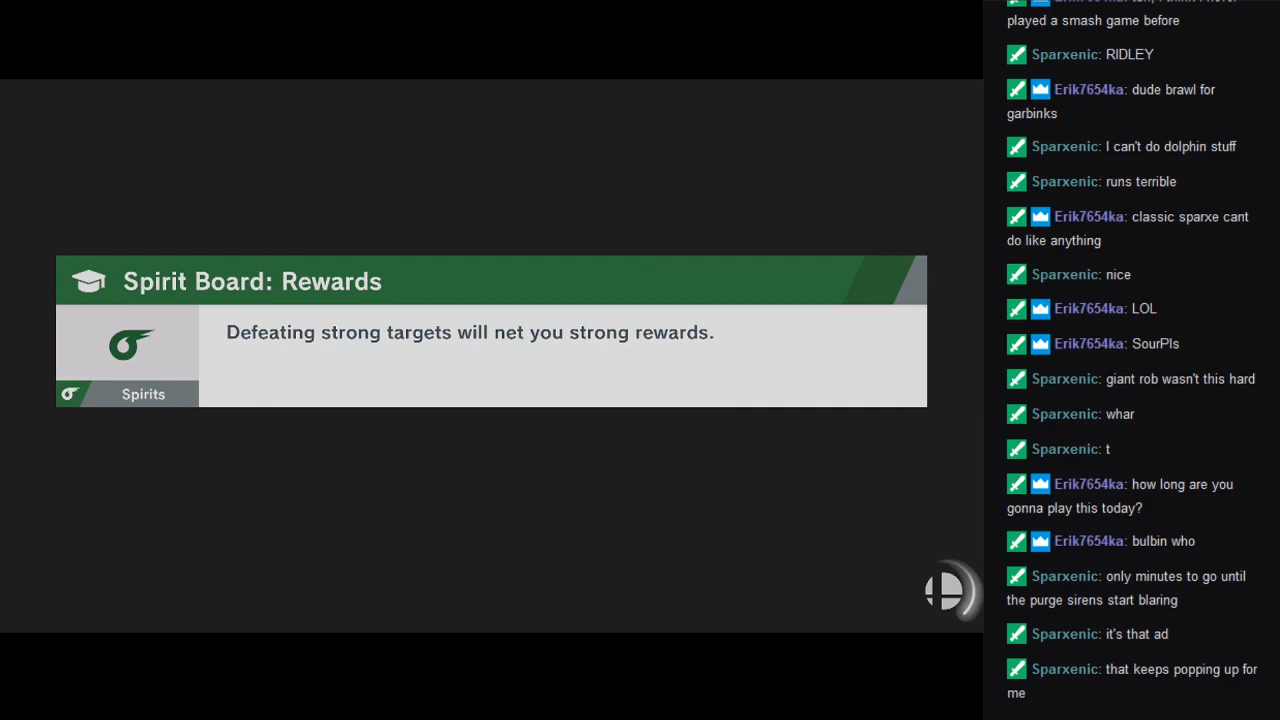 Spirit Board: Rewards
Defeating strong targets will net you strong rewards.
Spirits
played a smash game before
Sparxenic: RIDLEY
Erik7654ka: dude brawl for
garbinks
Sparxenic: I can't do dolphin stuff
Sparxenic: runs terrible
Erik7654ka: classic sparxe cant
do like anything
Sparxenic: nice
Erik7654ka: LOL
Erik7654ka: SourPls
Sparxenic: giant rob wasn't this hard
Sparxenic: whar
Sparxenic: t
Erik7654ka: how long are you
gonna play this today?
Erik7654ka: bulbin who
Sparxenic: only minutes to go until
the purge sirens start blaring
Sparxenic: it's that ad
Sparxenic: that keeps popping up for
me